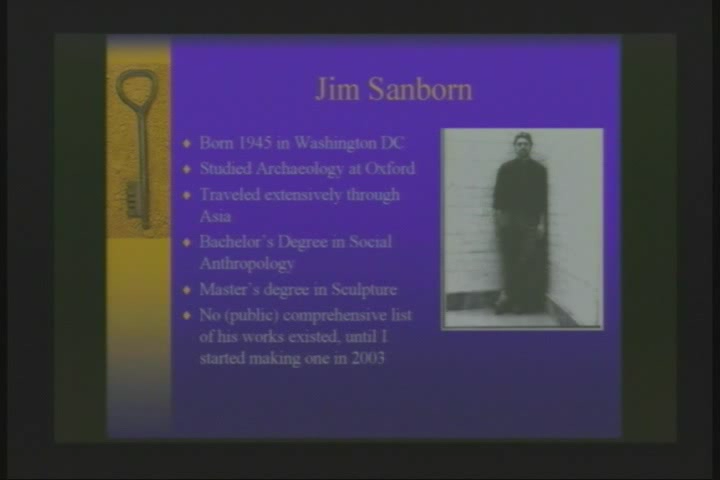 Jim Sanborn
Born 1945 in Washington DC
Studied Archaeology at Oxford
Traveled extensively through
Asia
Bachelor's Degree in Social
Anthropology
Master's degree in Sculpture
No (public) comprehensive list
of his works existed, until I
started making one in 2003